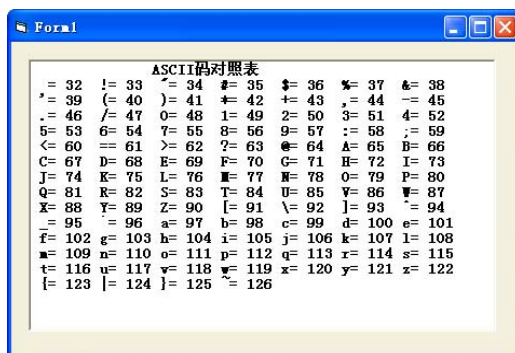 Form1
ASCII码对照表
 = 32 != 33 "= 34 #= 35 $= 36 %= 37 &= 38
'= 39 (= 40 )= 41 *= 42 += 43 ,= 44 -= 45
.= 46 /= 47 0= 48 1= 49 2= 50 3= 51 4= 52
5= 53 6= 54 7= 55 8= 56 9= 57 := 58 ;= 59
<= 60 == 61 >= 62 ?= 63 @= 64 A= 65 B= 66
C= 67 D= 68 E= 69 F= 70 G= 71 H= 72 I= 73
J= 74 K= 75 L= 76 M= 77 N= 78 O= 79 P= 80
Q= 81 R= 82 S= 83 T= 84 U= 85 V= 86 W= 87
X= 88 Y= 89 Z= 90 [= 91 \= 92 ]= 93 ^= 94
_= 95 `= 96 a= 97 b= 98 c= 99 d= 100 e= 101
f= 102 g= 103 h= 104 i= 105 j= 106 k= 107 l= 108
m= 109 n= 110 o= 111 p= 112 q= 113 r= 114 s= 115
t= 116 u= 117 v= 118 w= 119 x= 120 y= 121 z= 122
{= 123 |= 124 }= 125 ~= 126